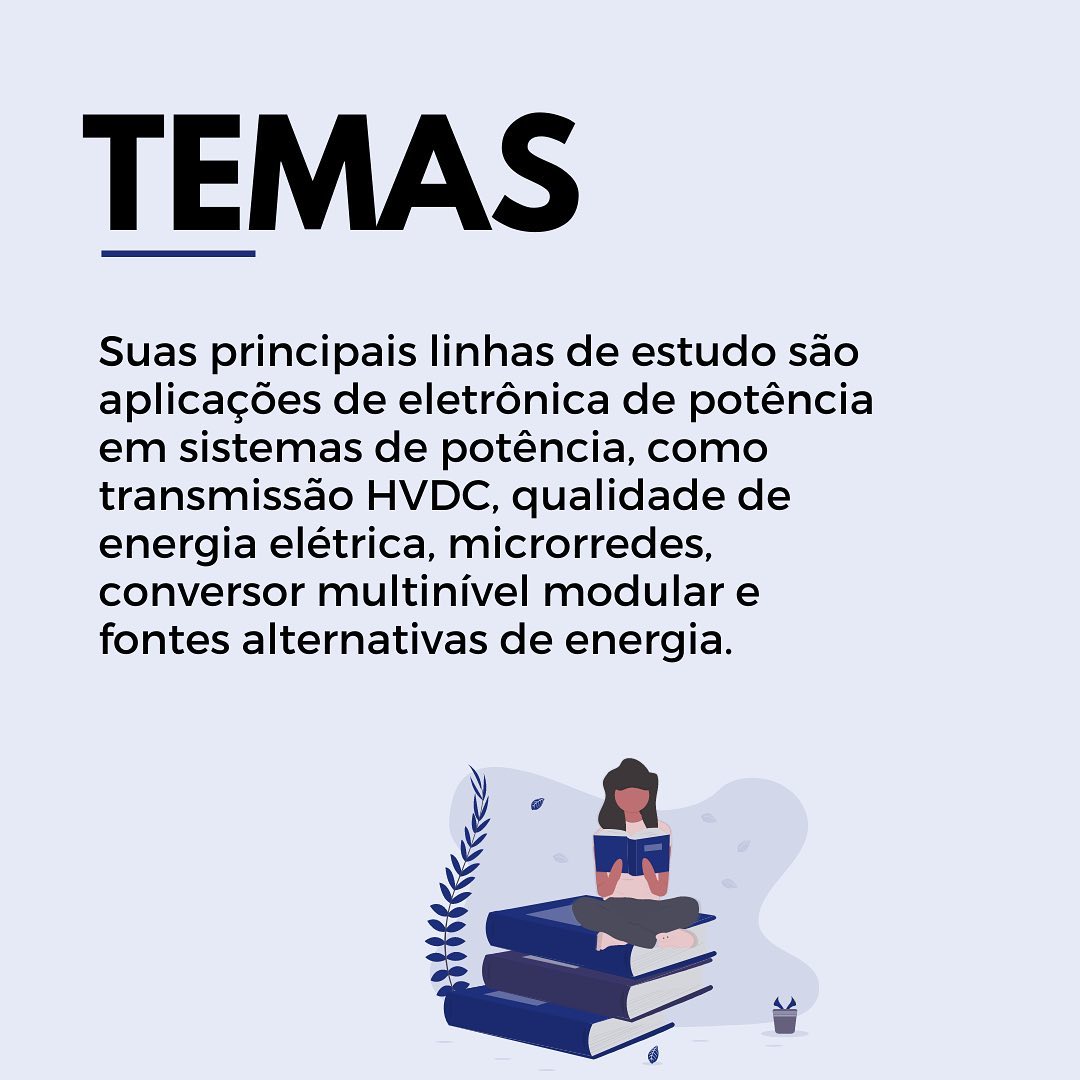 TEMAS
Suas principais linhas de estudo são
aplicações de eletrônica de potência
em sistemas de potência, como
transmissão HVDC, qualidade de
energia elétrica, microrredes,
conversor multinível modular e
fontes alternativas de energia.